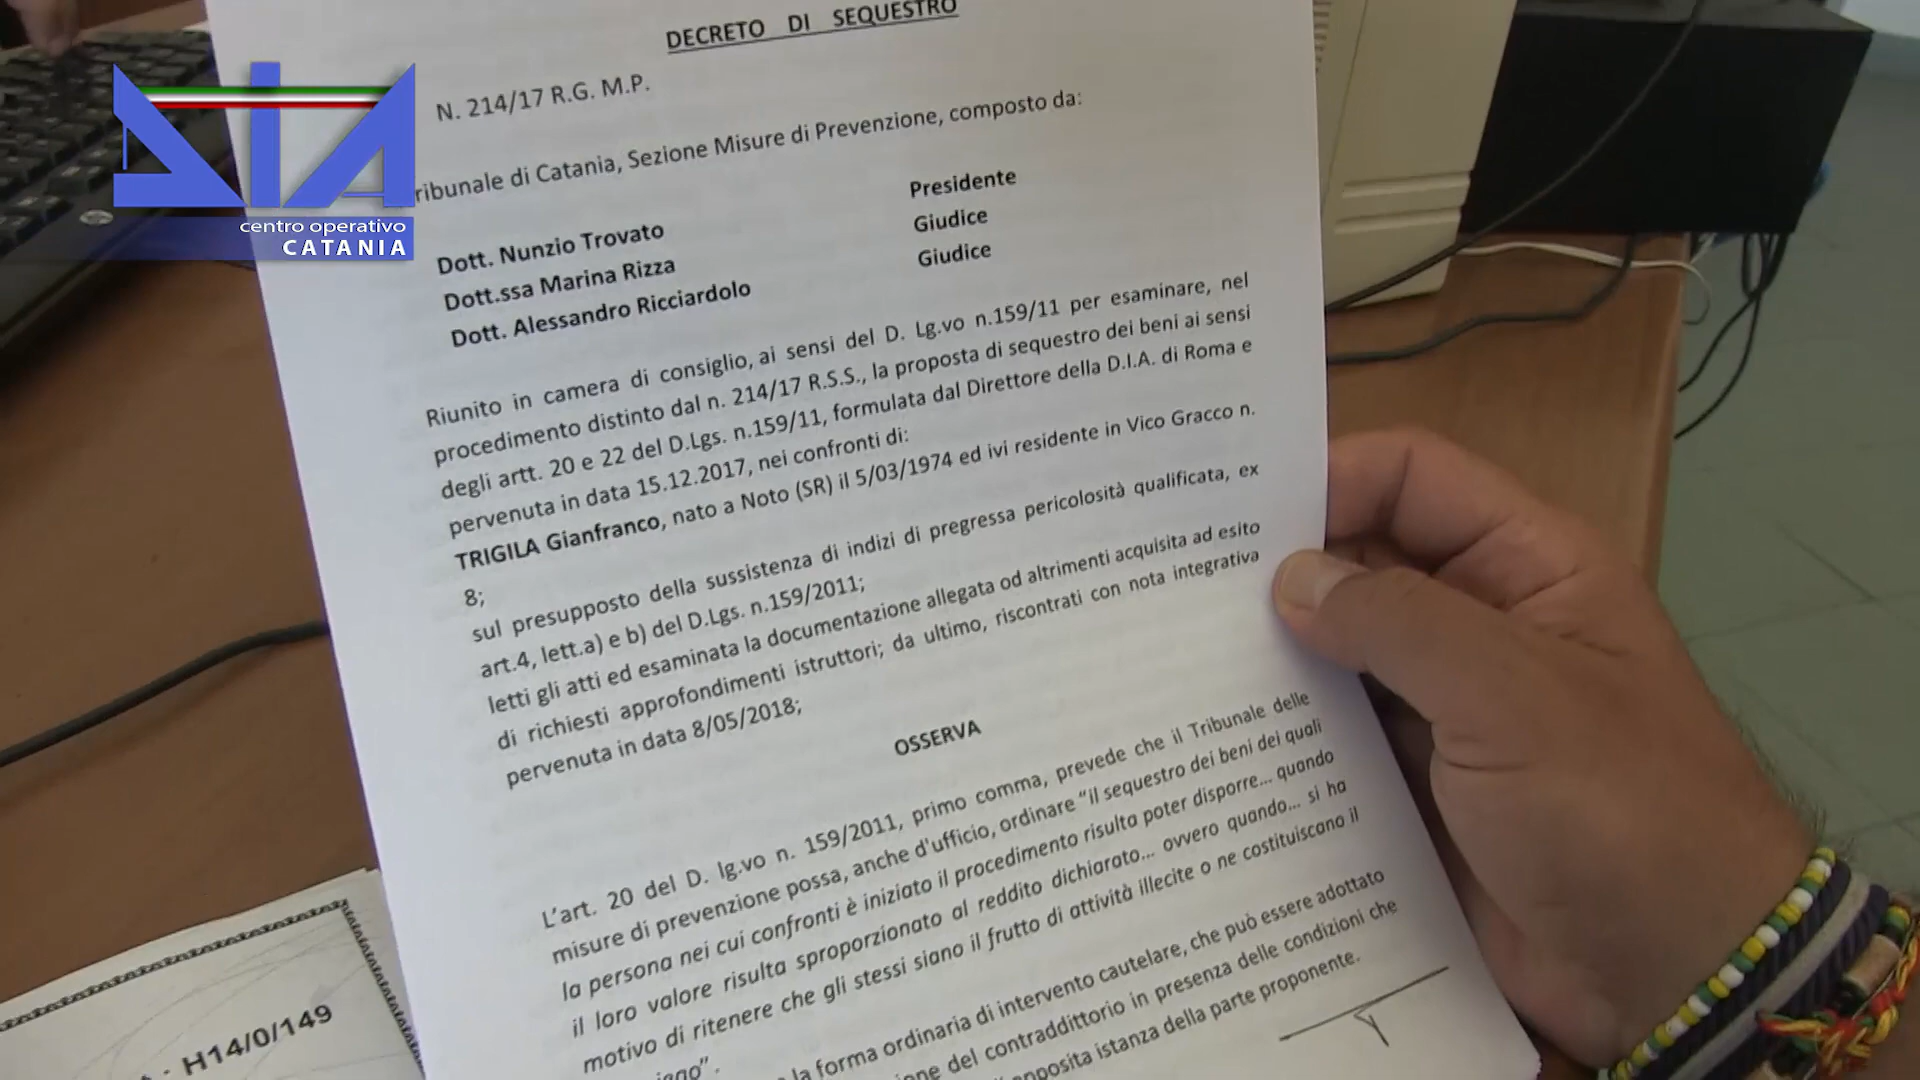 DECRETO DI SEQUESTRO
N. 214/17 R.G. M.P.
ribunale di Catania, Sezione Misure di Prevenzione, composto da:
Dott. Nunzio Trovato Presidente
Dott.ssa Marina Rizza Giudice
Dott. Alessandro Ricciardolo Giudice
Riunito in camera di consiglio, ai sensi del D. Lg.vo n.159/11 per esaminare, nel
procedimento distinto dal n. 214/17 R.S.S., la proposta di sequestro dei beni ai sensi
degli artt. 20 e 22 del D.Lgs. n.159/11, formulata dal Direttore della D.I.A. di Roma e
pervenuta in data 15.12.2017, nei confronti di:
TRIGILA Gianfranco, nato a Noto (SR) il 5/03/1974 ed ivi residente in Vico Gracco n.
8;
sul presupposto della sussistenza di indizi di pregressa pericolosità qualificata, ex
art.4, lett.a) e b) del D.Lgs. n.159/2011;
letti gli atti ed esaminata la documentazione allegata od altrimenti acquisita ad esito
di richiesti approfondimenti istruttori; da ultimo, riscontrati con nota integrativa
pervenuta in data 8/05/2018;
OSSERVA
L'art. 20 del D. lg.vo n. 159/2011, primo comma, prevede che il Tribunale delle
misure di prevenzione possa, anche d'ufficio, ordinare "il sequestro dei beni dei quali
la persona nei cui confronti è iniziato il procedimento risulta poter disporre... quando
il loro valore risulta sproporzionato al reddito dichiarato... ovvero quando... si ha
motivo di ritenere che gli stessi siano il frutto di attività illecite o ne costituiscano il
la forma ordinaria di intervento cautelare, che può essere adottato
ione del contraddittorio in presenza delle condizioni che
istanza della parte proponente.
DIA
centro operativo
CATANIA
H14/0/149